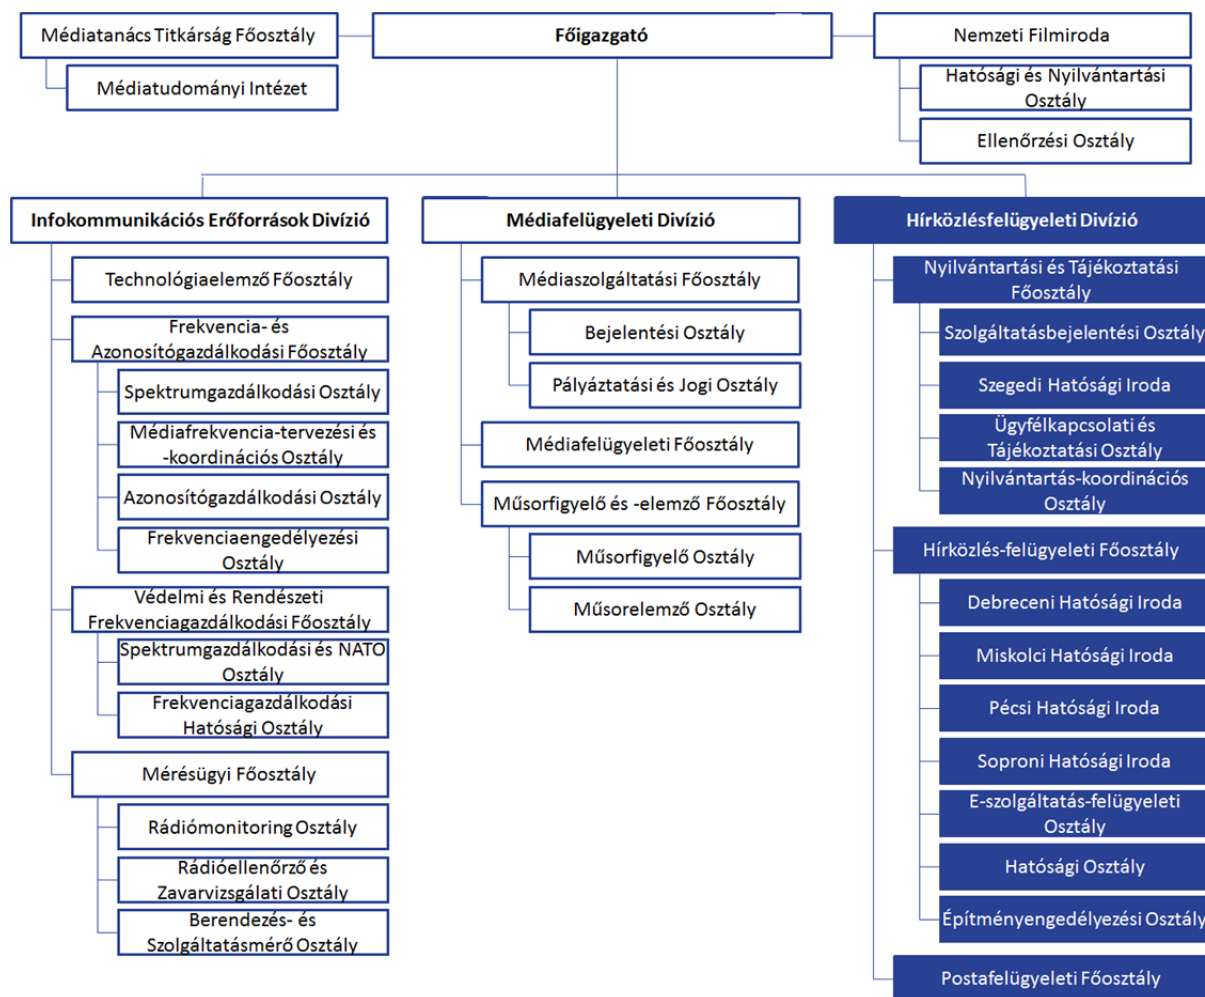 Médiatanács Titkárság Főosztály
Médiatudományi Intézet
Főigazgató
Nemzeti Filmiroda
Hatósági és Nyilvántartási
Osztály
Ellenőrzési Osztály
Infokommunikációs Erőforrások Divízió
Technológiaelemző Főosztály
Frekvencia- és
Azonosítógazdálkodási Főosztály
Spektrumgazdálkodási Osztály
Médiafrekvencia-tervezési és
-koordinációs Osztály
Azonosítógazdálkodási Osztály
Frekvenciaengedélyezési
Osztály
Védelmi és Rendészeti
Frekvenciagazdálkodási Főosztály
Spektrumgazdálkodási és NATO
Osztály
Frekvenciagazdálkodási
Hatósági Osztály
Mérésügyi Főosztály
Rádiómonitoring Osztály
Rádióellenőrző és
Zavarvizsgálati Osztály
Berendezés- és
Szolgáltatásmérő Osztály
Médiafelügyeleti Divízió
Médiaszolgáltatási Főosztály
Bejelentési Osztály
Pályáztatási és Jogi Osztály
Médiafelügyeleti Főosztály
Műsorfigyelő és -elemző Főosztály
Műsorfigyelő Osztály
Műsorelemző Osztály
Hírközlésfelügyeleti Divízió
Nyilvántartási és Tájékoztatási
Főosztály
Szolgáltatásbejelentési Osztály
Szegedi Hatósági Iroda
Ügyfélkapcsolati és
Tájékoztatási Osztály
Nyilvántartás-koordinációs
Osztály
Hírközlés-felügyeleti Főosztály
Debreceni Hatósági Iroda
Miskolci Hatósági Iroda
Pécsi Hatósági Iroda
Soproni Hatósági Iroda
E-szolgáltatás-felügyeleti
Osztály
Hatósági Osztály
Építményengedélyezési Osztály
Postafelügyeleti Főosztály